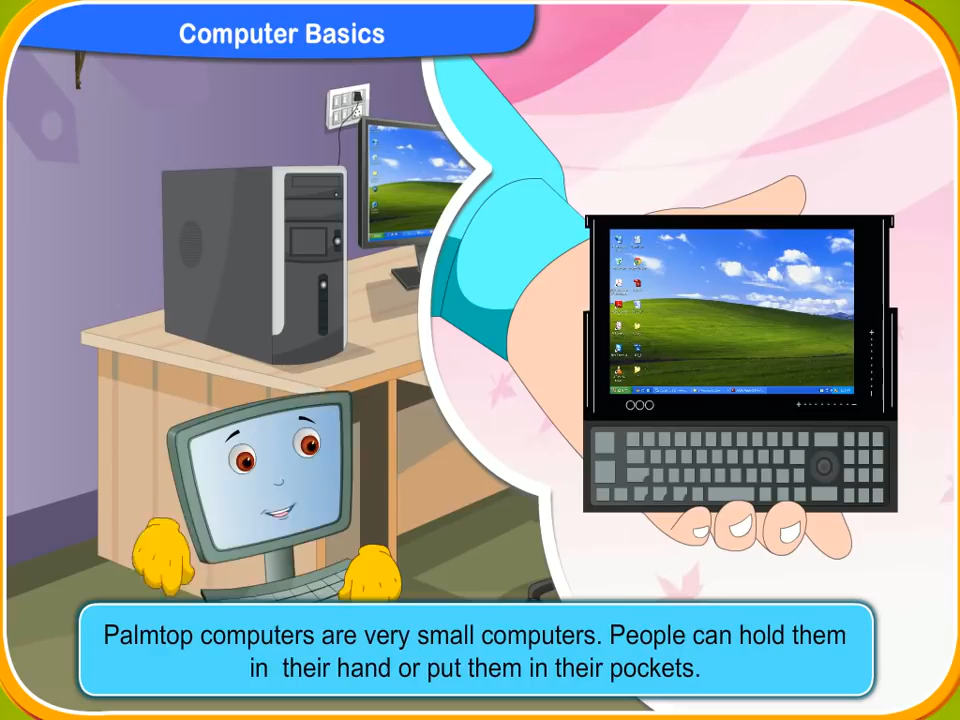 Computer Basics
Palmtop computers are very small computers. People can hold them
in their hand or put them in their pockets.